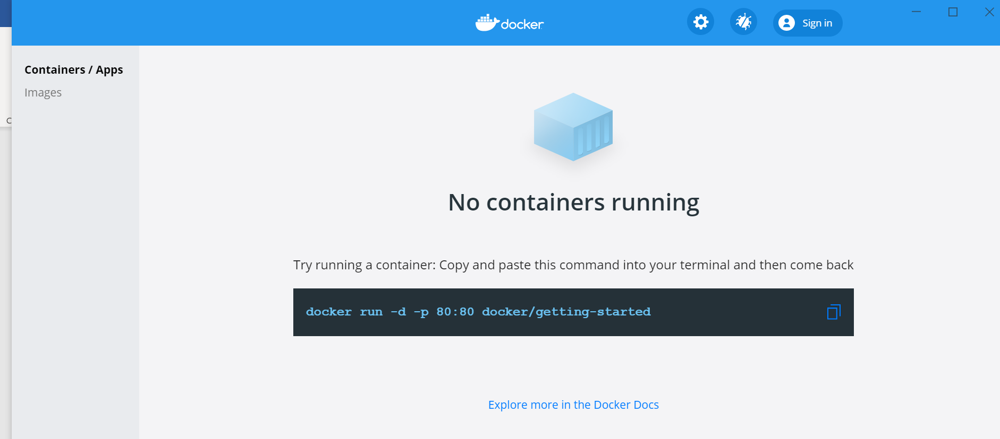 docker
Sign in
Containers / Apps
Images
C
No containers running
Try running a container: Copy and paste this command into your terminal and then come back
docker run -d -p 80:80 docker/getting-started
Explore more in the Docker Docs